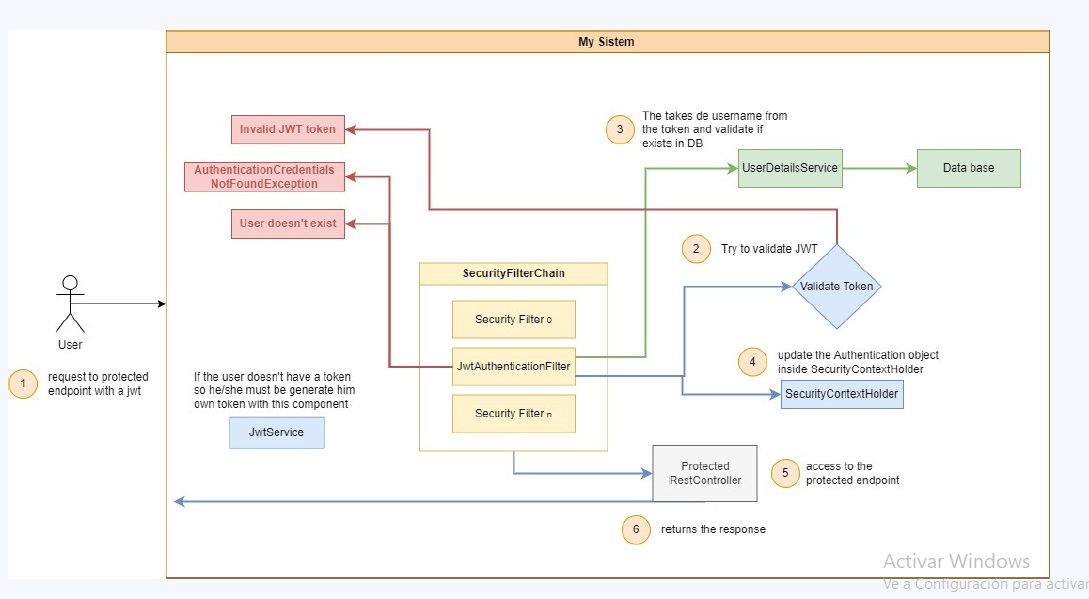 My Sistem
Invalid JWT token
AuthenticationCredentials
NotFoundException
User doesn't exist
3
The takes de username from
the token and validate if
exists in DB
UserDetailsService
Data base
2
Try to validate JWT
Validate Token
SecurityFilterChain
Security Filter 0
JwtAuthenticationFilter
Security Filter n
4
update the Authentication object
inside SecurityContextHolder
SecurityContextHolder
User
1
request to protected
endpoint with a jwt
If the user doesn't have a token
so he/she must be generate him
own token with this component
JwtService
Protected
RestController
5
access to the
protected endpoint
6
returns the response
Activar Windows
Ve a Configuración para activar